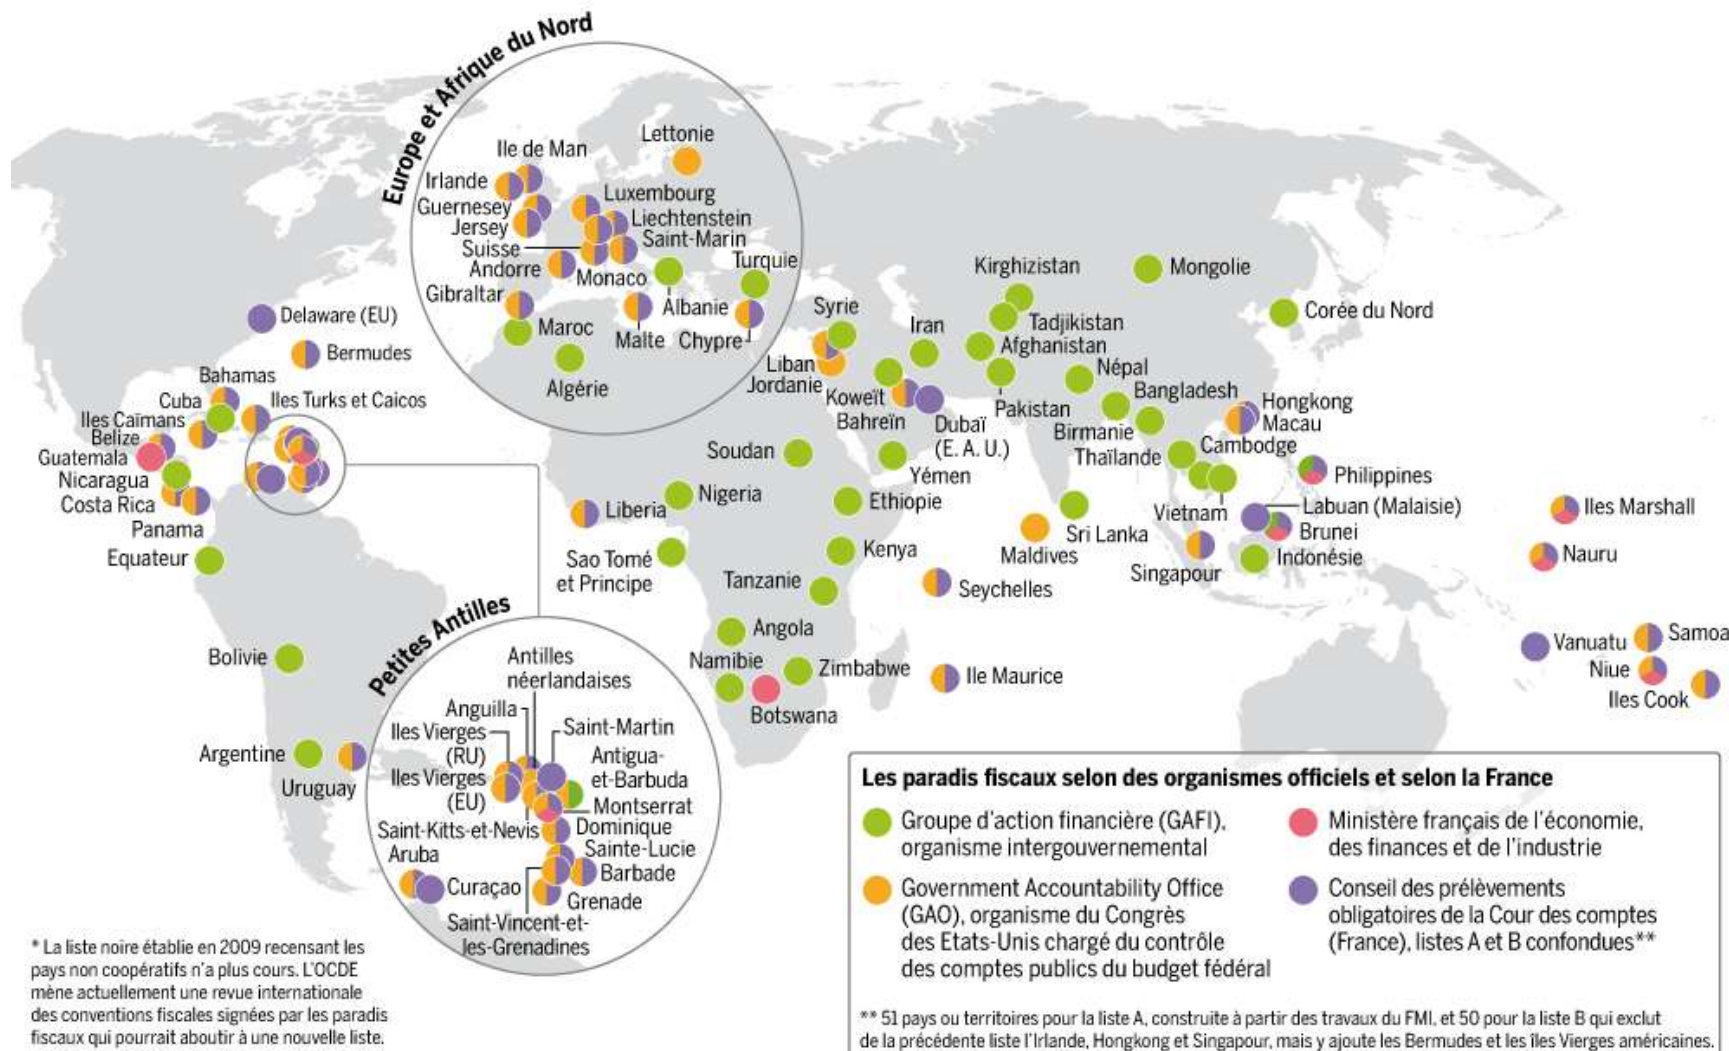 Europe et Afrique du Nord
Lettonie
Ile de Man
Irlande
Guernesey
Jersey
Suisse
Andorre
Gibraltar
Luxembourg
Liechtenstein
Saint-Marin
Monaco
Turquie
Albanie
Maroc
Malte
Chypre
Algérie
Delaware (EU)
Bermudes
Bahamas
Cuba
Iles Turks et Caicos
Iles Caïmans
Belize
Guatemala
Nicaragua
Costa Rica
Panama
Equateur
Bolivie
Argentine
Uruguay
Syrie
Liban
Jordanie
Iran
Koweït
Bahreïn
Dubaï
(E. A. U.)
Kirghizistan
Tadjikistan
Afghanistan
Pakistan
Mongolie
Corée du Nord
Népal
Bangladesh
Birmanie
Thaïlande
Cambodge
Hongkong
Macau
Philippines
Vietnam
Labuan (Malaisie)
Brunei
Indonésie
Singapour
Sri Lanka
Maldives
Soudan
Yémen
Nigeria
Ethiopie
Liberia
Sao Tomé
et Principe
Kenya
Tanzanie
Seychelles
Angola
Namibie
Zimbabwe
Botswana
Ile Maurice
Iles Marshall
Nauru
Vanuatu
Samoa
Niue
Iles Cook
Petites Antilles
Antilles
néerlandaises
Anguilla
Iles Vierges
(RU)
Iles Vierges
(EU)
Saint-Martin
Antigua-
et-Barbuda
Montserrat
Saint-Kitts-et-Nevis
Dominique
Sainte-Lucie
Aruba
Barbade
Curaçao
Grenade
Saint-Vincent-et-
les-Grenadines
* La liste noire établie en 2009 recensant les
pays non coopératifs n'a plus cours. L'OCDE
mène actuellement une revue internationale
des conventions fiscales signées par les paradis
fiscaux qui pourrait aboutir à une nouvelle liste.
Les paradis fiscaux selon des organismes officiels et selon la France
Groupe d'action financière (GAFI),
organisme intergouvernemental
Government Accountability Office
(GAO), organisme du Congrès
des Etats-Unis chargé du contrôle
des comptes publics du budget fédéral
Ministère français de l'économie,
des finances et de l'industrie
Conseil des prélèvements
obligatoires de la Cour des comptes
(France), listes A et B confondues**
** 51 pays ou territoires pour la liste A, construite à partir des travaux du FMI, et 50 pour la liste B qui exclut
de la précédente liste l'Irlande, Hongkong et Singapour, mais y ajoute les Bermudes et les îles Vierges américaines.